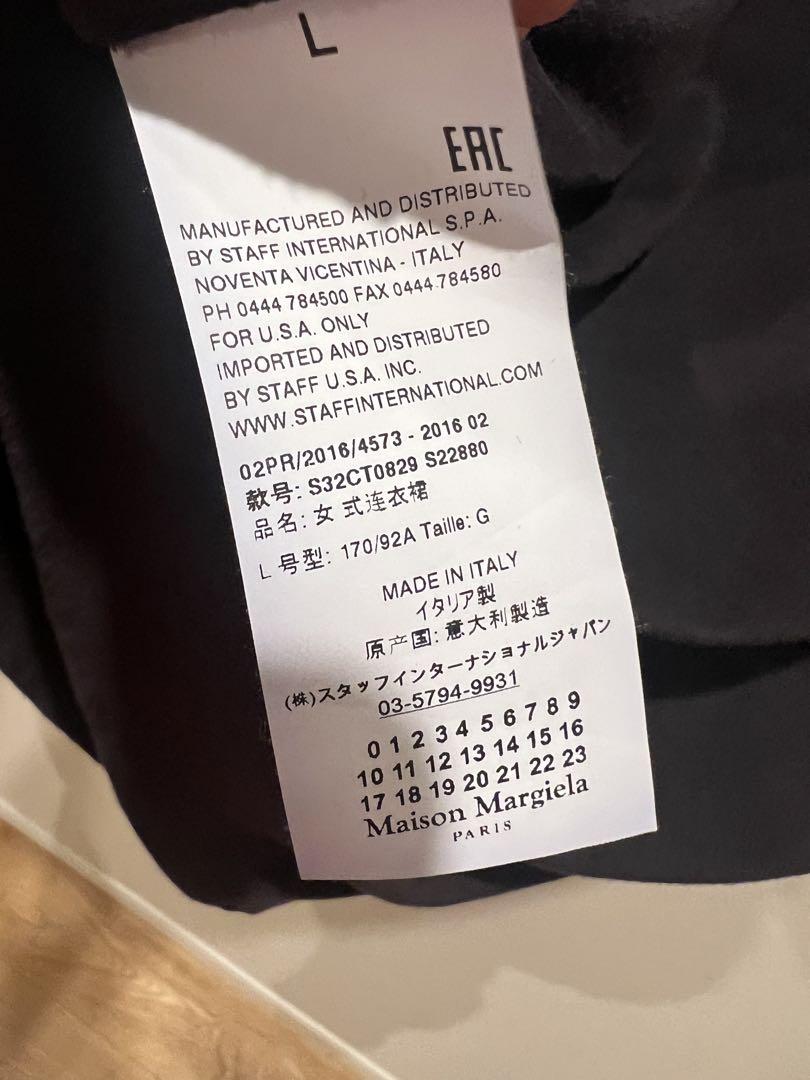 L
EAC
MANUFACTURED AND DISTRIBUTED
BY STAFF INTERNATIONAL S.P.A.
NOVENTA VICENTINA - ITALY
PH 0444 784500 FAX 0444.784580
FOR U.S.A. ONLY
IMPORTED AND DISTRIBUTED
BY STAFF U.S.A. INC.
WWW.STAFFINTERNATIONAL.COM
02PR/2016/4573 - 2016 02
款号: S32CT0829 S22880
品名: 女 式连衣裙
L 号型: 170/92A Taille: G
MADE IN ITALY
イタリア製
原产国: 意大利製造
(株)スタッフインターナショナルジャパン
03-5794-9931
0 1 2 3 4 5 6 7 8 9
10 11 12 13 14 15 16
17 18 19 20 21 22 23
Maison Margiela
PARIS